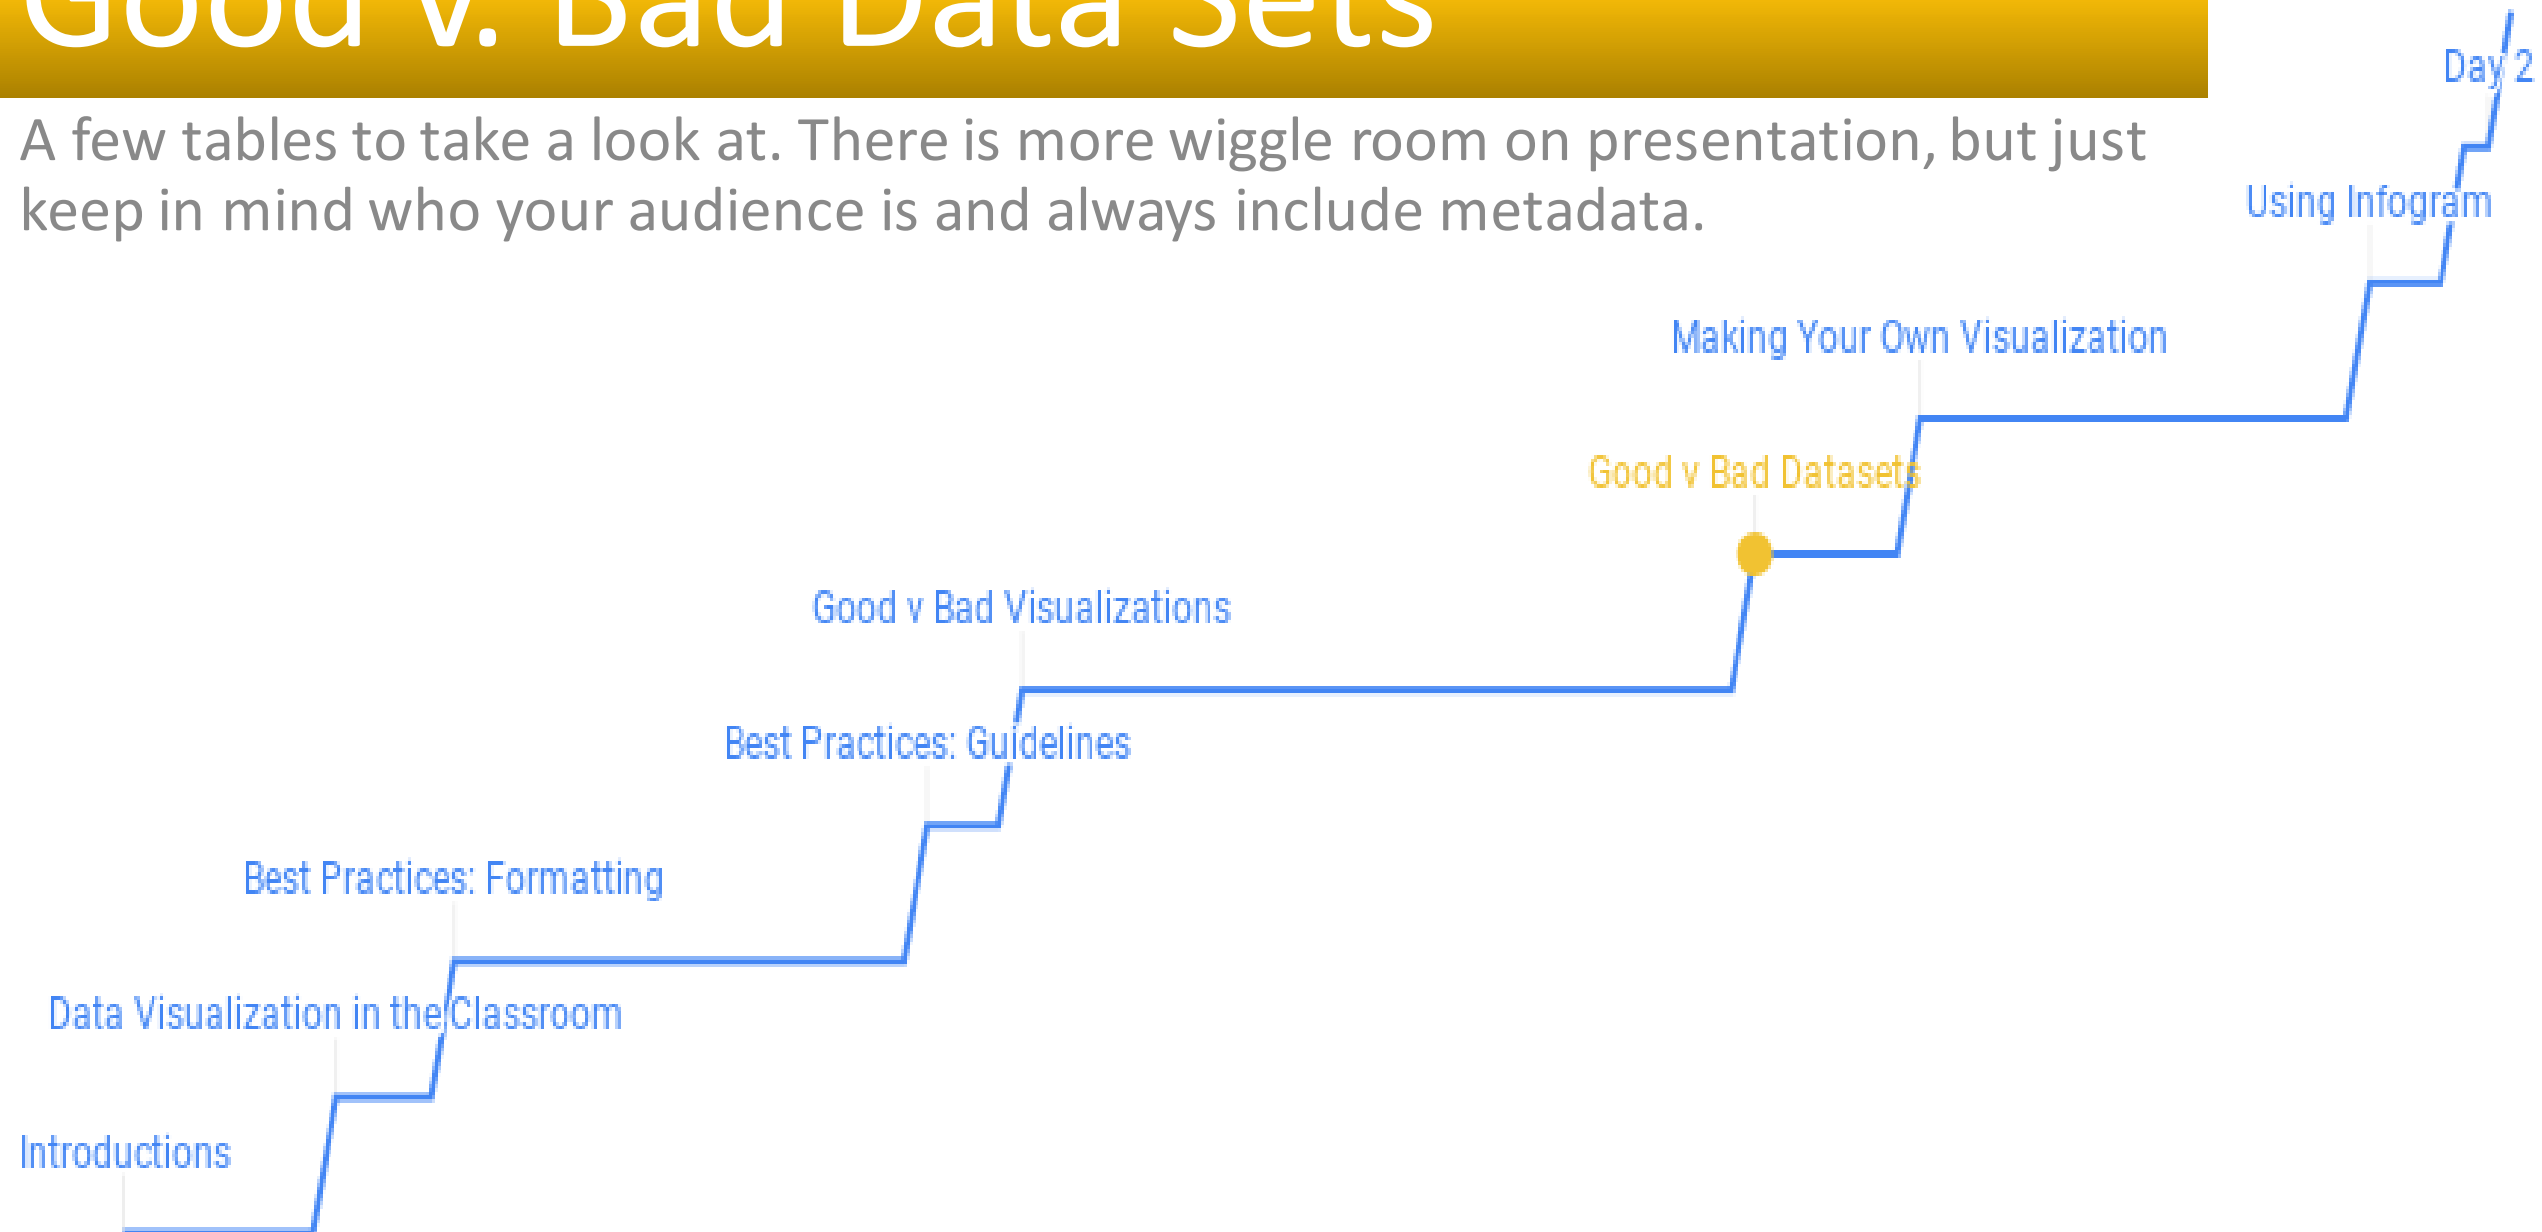 Good v. Bad Data Sets
A few tables to take a look at. There is more wiggle room on presentation, but just
keep in mind who your audience is and always include metadata.
Day 2
Using Infogram
Making Your Own Visualization
Good v Bad Datasets
Good v Bad Visualizations
Best Practices: Guidelines
Best Practices: Formatting
Data Visualization in the Classroom
Introductions